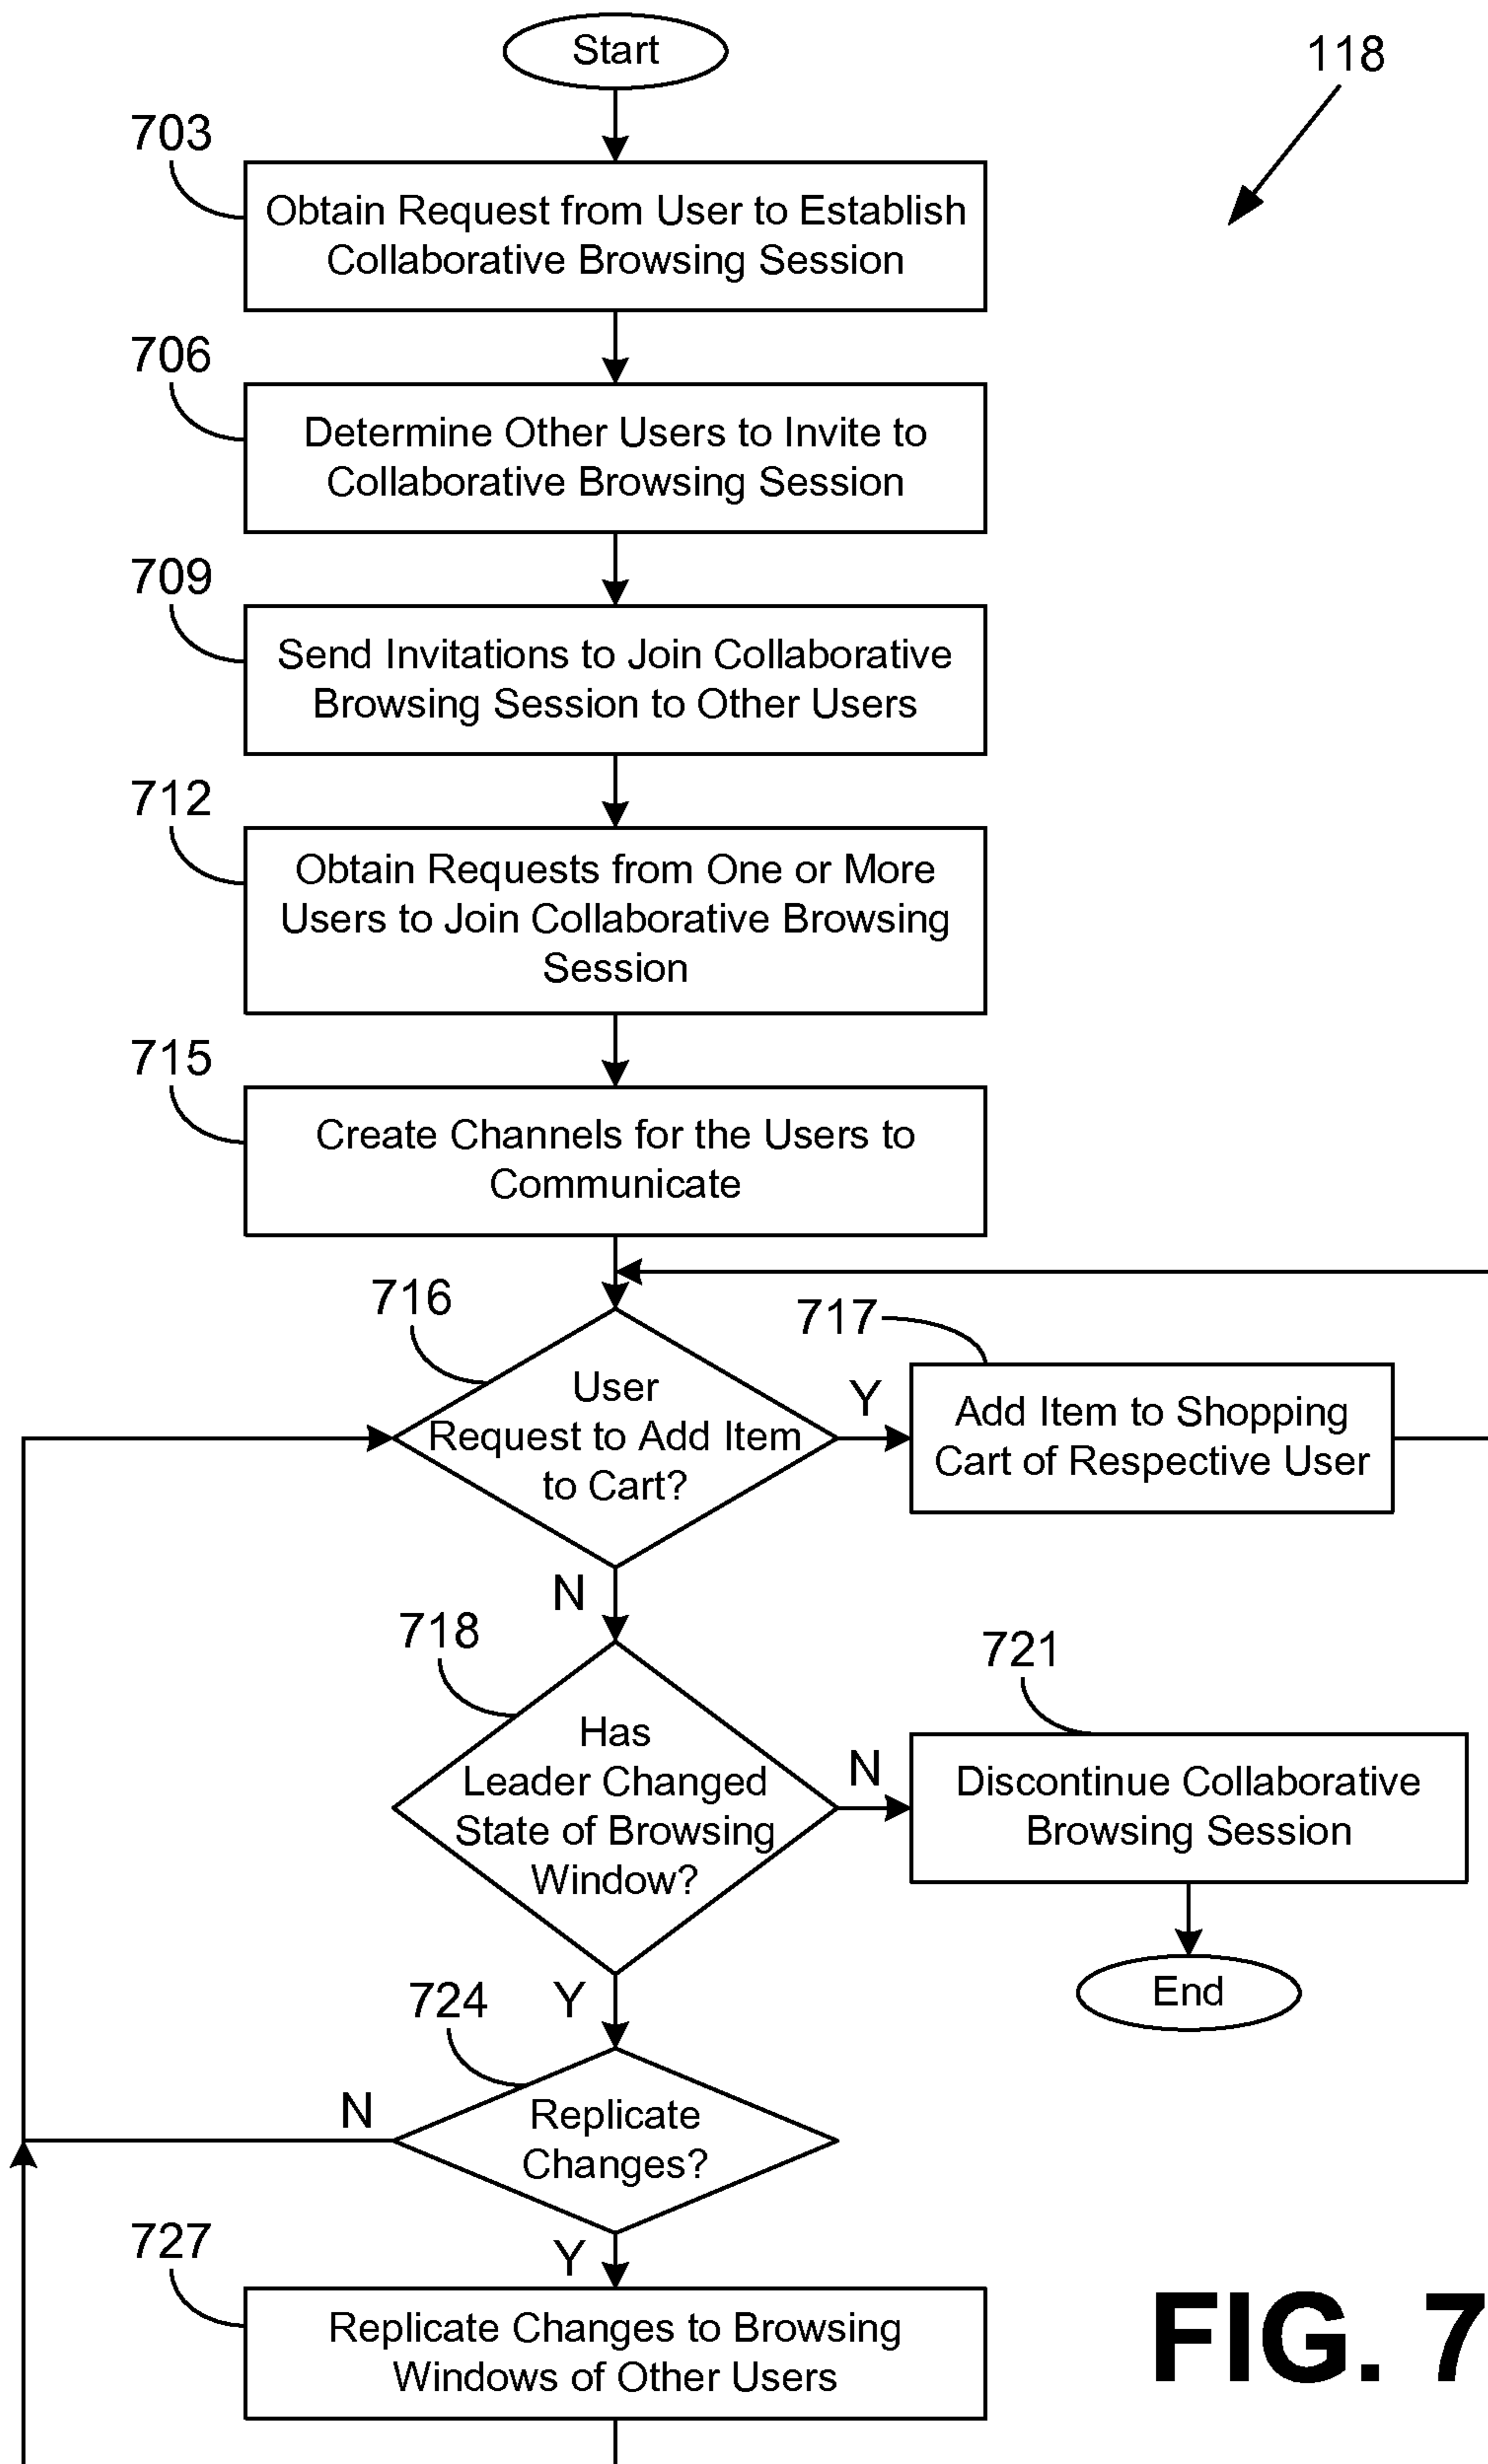 Start
118
703
Obtain Request from User to Establish
Collaborative Browsing Session
706
Determine Other Users to Invite to
Collaborative Browsing Session
709
Send Invitations to Join Collaborative
Browsing Session to Other Users
712
Obtain Requests from One or More
Users to Join Collaborative Browsing
Session
715
Create Channels for the Users to
Communicate
716
User
Request to Add Item
to Cart?
Y
717
Add Item to Shopping
Cart of Respective User
N
718
Has
Leader Changed
State of Browsing
Window?
N
721
Discontinue Collaborative
Browsing Session
End
Y
724
Replicate
Changes?
N
Y
727
Replicate Changes to Browsing
Windows of Other Users
FIG. 7